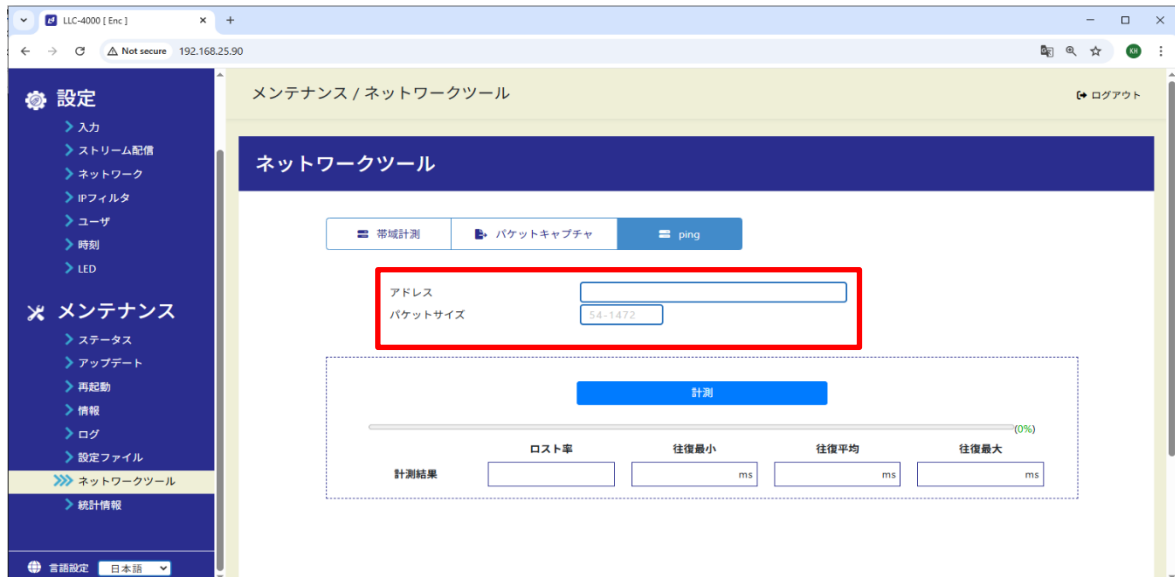 LLC-4000 [ Enc ]
Not secure 192.168.25.90
KH
設定
入力
ストリーム配信
ネットワーク
IPフィルタ
ユーザ
時刻
LED
メンテナンス
ステータス
アップデート
再起動
情報
ログ
設定ファイル
ネットワークツール
統計情報
言語設定 日本語
メンテナンス / ネットワークツール
ログアウト
ネットワークツール
帯域計測 パケットキャプチャ ping
アドレス
パケットサイズ 54-1472
計測
(0%)
ロスト率 往復最小 往復平均 往復最大
計測結果 ms ms ms